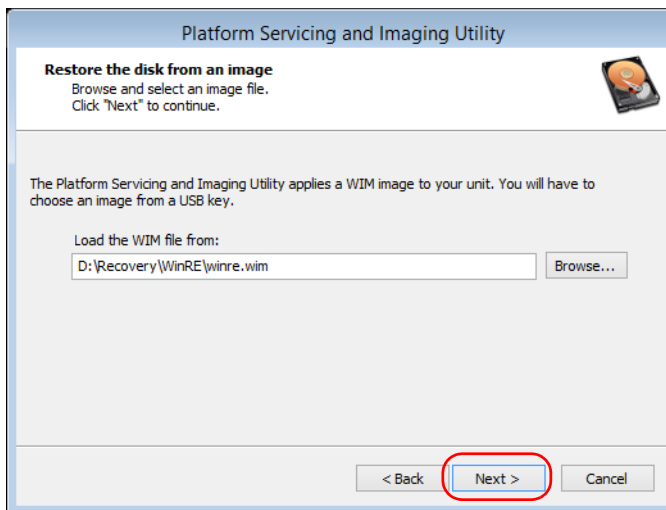 Platform Servicing and Imaging Utility
Restore the disk from an image
Browse and select an image file.
Click "Next" to continue.
The Platform Servicing and Imaging Utility applies a WIM image to your unit. You will have to
choose an image from a USB key.
Load the WIM file from:
D:\Recovery\WinRE\winre.wim
Browse...
< Back
Next >
Cancel